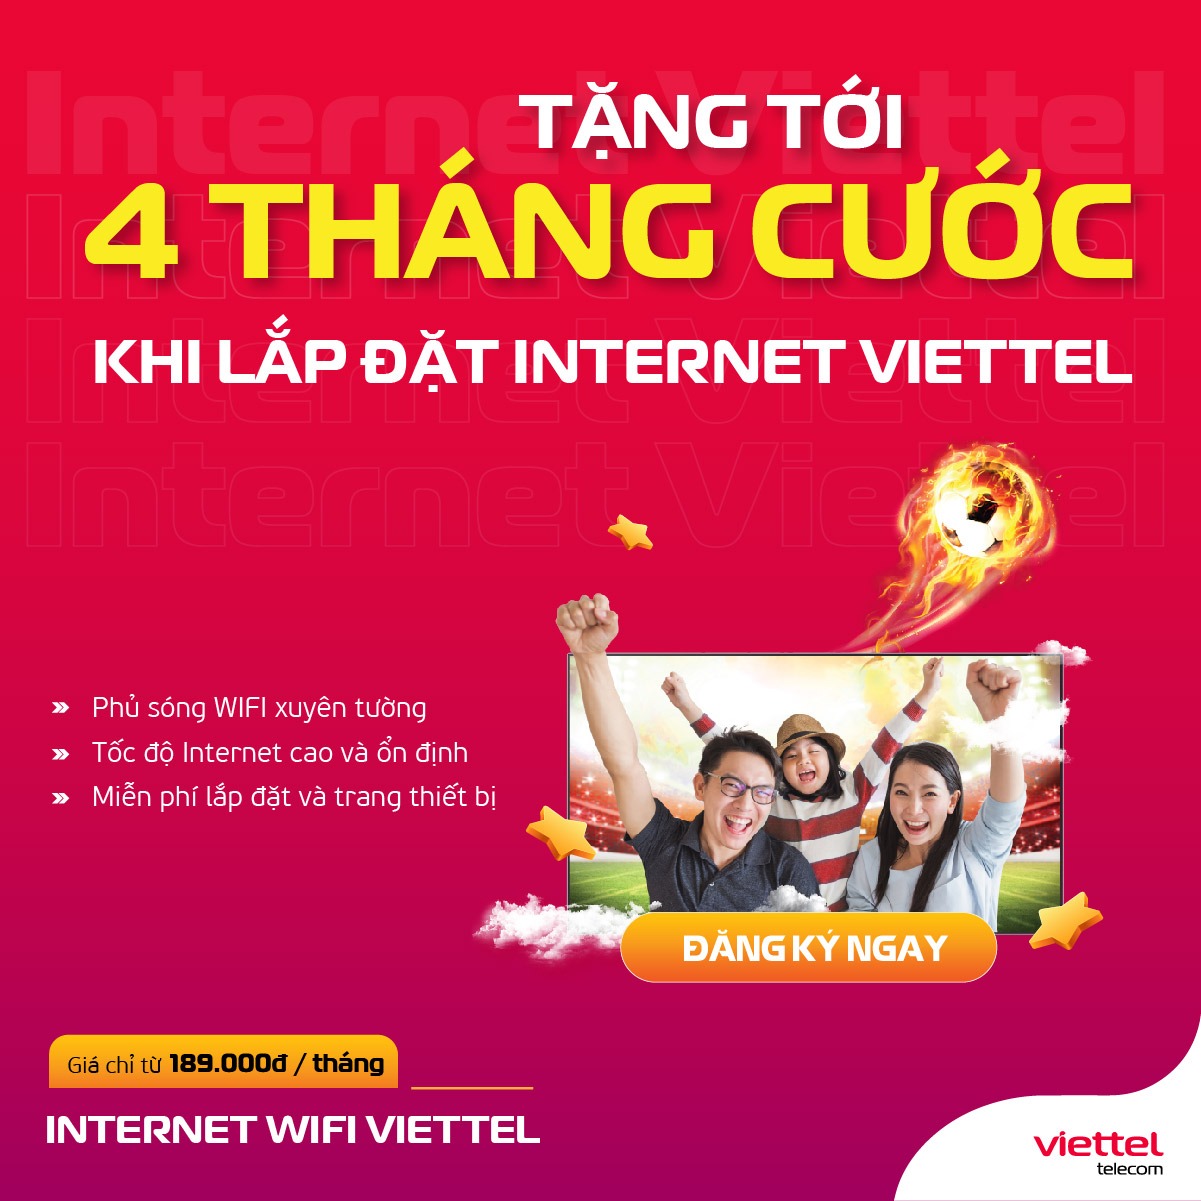 Internet Viettel
TẶNG TỚI
Internet Viettel
4 THÁNG CƯỚC
Internet Viettel
KHI LẮP ĐẶT INTERNET VIETTEL
Internet Viettel
» Phủ sóng WIFI xuyên tường
» Tốc độ Internet cao và ổn định
» Miễn phí lắp đặt và trang thiết bị
ĐĂNG KÝ NGAY
Giá chỉ từ 189.000đ / tháng
INTERNET WIFI VIETTEL
viettel
telecom